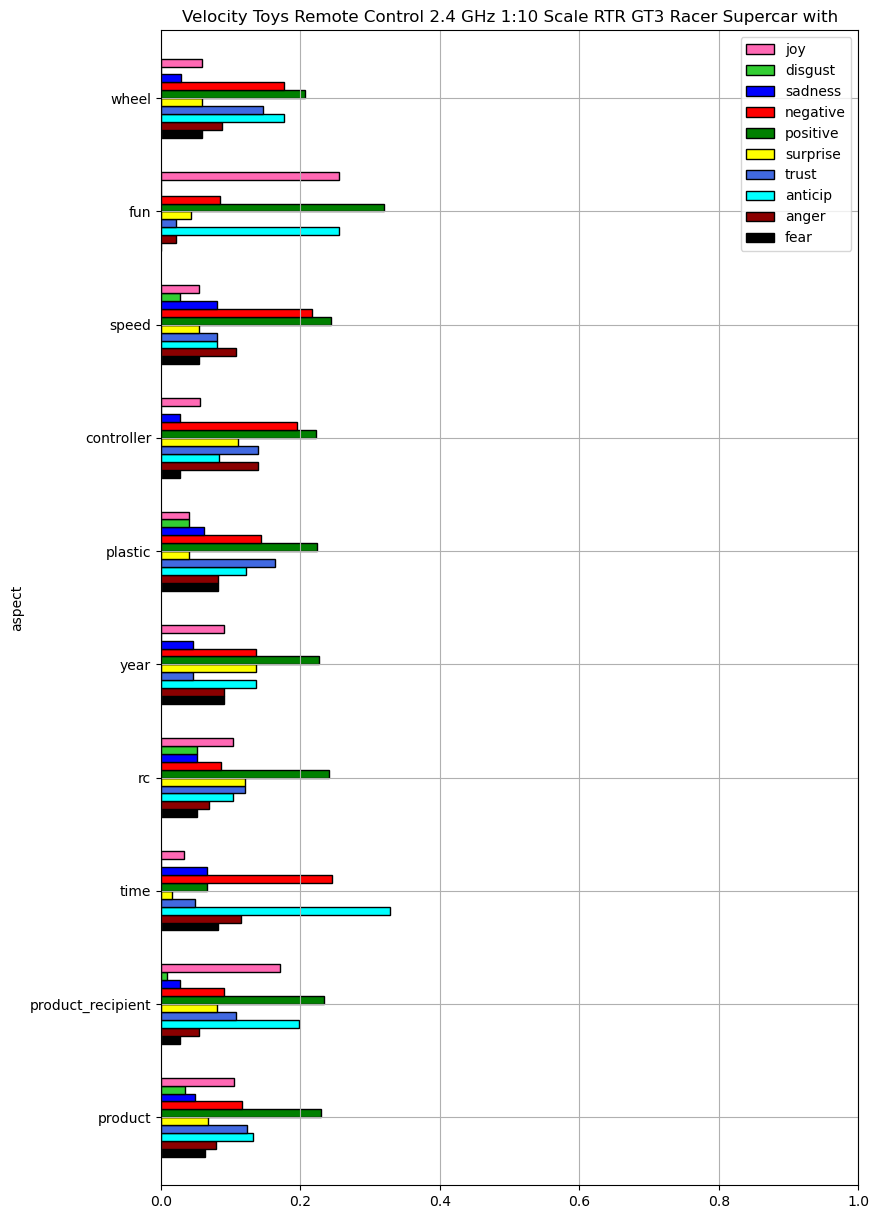 Velocity Toys Remote Control 2.4 GHz 1:10 Scale RTR GT3 Racer Supercar with
joy
disgust
sadness
negative
positive
surprise
trust
anticip
anger
fear
wheel
fun
speed
controller
plastic
year
rc
time
product_recipient
product
aspect
0.0 0.2 0.4 0.6 0.8 1.0